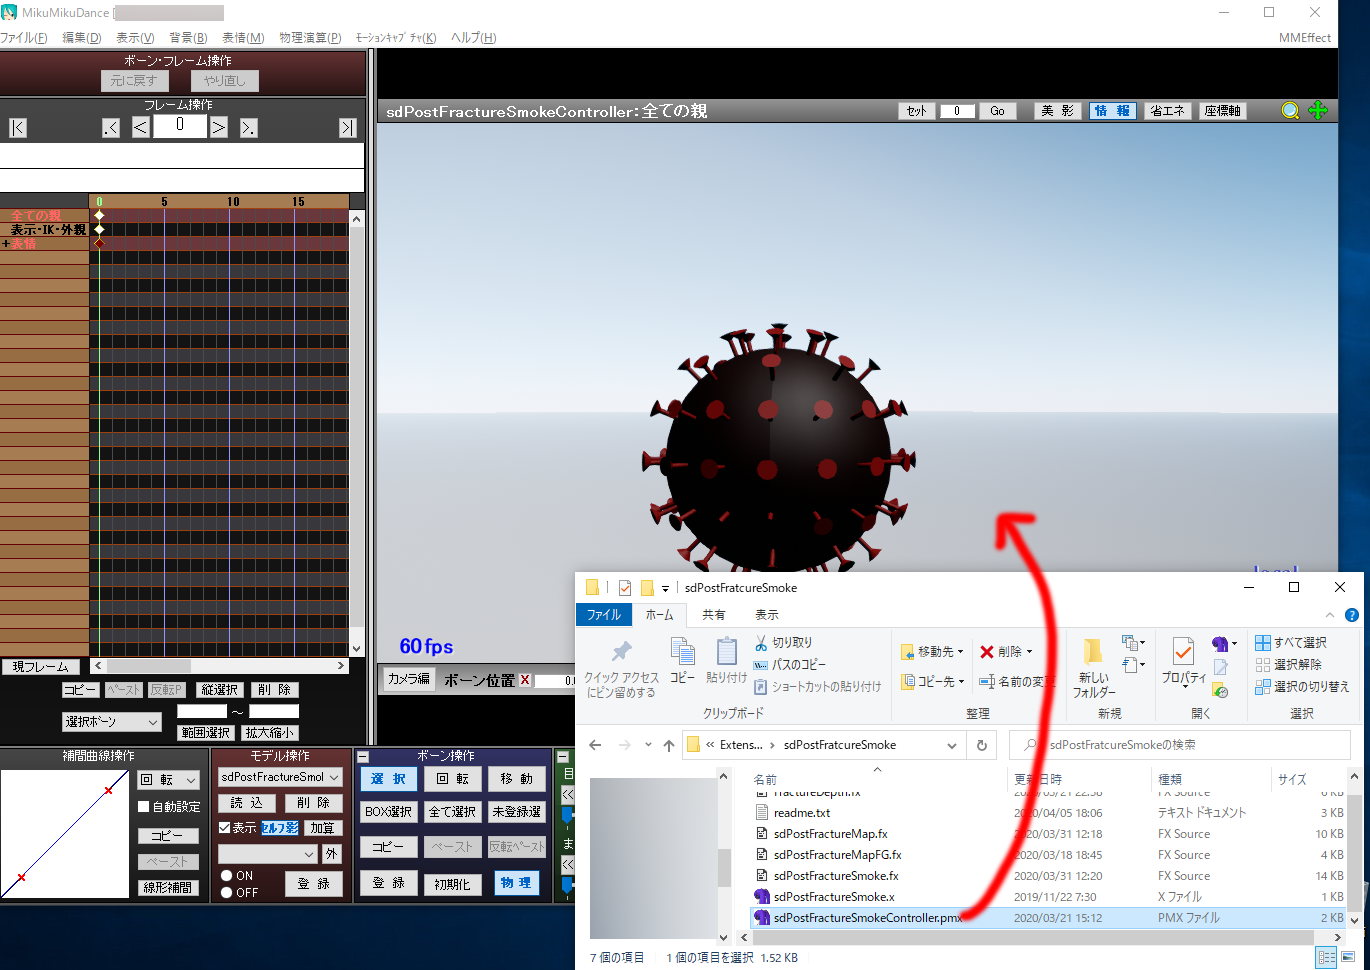 MikuMikuDance [
ファイル(F) 編集(D) 表示(V) 背景(B) 表情(M) 物理演算(P) モーションキャプチャ(K) ヘルプ(H) MMEffect
ボーン・フレーム操作
元に戻す やり直し
フレーム操作
|< .< < 0 > >. >|
sdPostFractureSmokeController:全ての親 セット 0 Go 美 影 情 報 省エネ 座標軸
0 5 10 15
全ての親
表示・IK・外親
+表情
60fps
local
現フレーム
コピー ペースト 反転P 縦選択 削 除
選択ボーン ～
範囲選択 拡大縮小
カメラ編 ボーン位置 X 0.
補間曲線操作
回 転
自動設定
コピー
ペースト
線形補間
モデル操作
sdPostFractureSmol
読 込 削 除
表示 セルフ影 加算
外
ON
OFF
登 録
ボーン操作
選 択 回 転 移 動
BOX選択 全て選択 未登録選
コピー ペースト 反転ペースト
登 録 初期化 物 理
目
ま
sdPostFratcureSmoke
ファイル ホーム 共有 表示
クイック アクセス
にピン留めする
コピー
貼り付け
切り取り
パスのコピー
ショートカットの貼り付け
クリップボード
移動先 削除
コピー先 名前の変更
整理
新しい
フォルダー
新規
プロパティ
開く
すべて選択
選択解除
選択の切り替え
選択
« Extens... > sdPostFratcureSmoke
sdPostFratcureSmokeの検索
名前 更新日時 種類 サイズ
fractureDepth.fx 2020/03/21 22:58 FX Source 6 KB
readme.txt 2020/04/05 18:06 テキスト ドキュメント 3 KB
sdPostFractureMap.fx 2020/03/31 12:18 FX Source 10 KB
sdPostFractureMapFG.fx 2020/03/18 18:45 FX Source 4 KB
sdPostFractureSmoke.fx 2020/03/31 12:20 FX Source 14 KB
sdPostFractureSmoke.x 2019/11/22 7:30 X ファイル 1 KB
sdPostFractureSmokeController.pmx 2020/03/21 15:12 PMX ファイル 2 KB
7 個の項目 1 個の項目を選択 1.52 KB